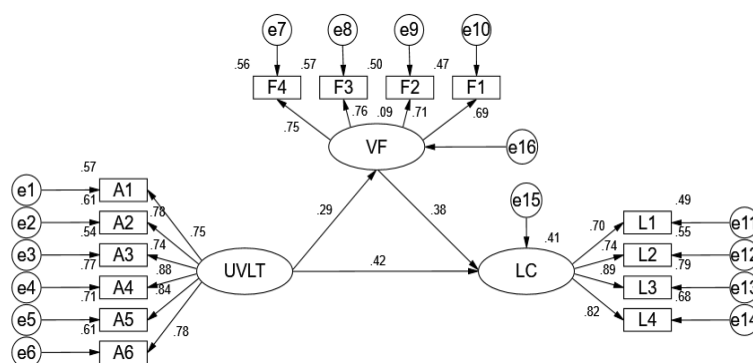 e7 e8 e9 e10
.56 .57 .50 .47
F4 F3 F2 F1
.75 .76 .09 .71 .69
VF e16
.57
e1 A1
.61
e2 A2 .78 .75
.54
e3 A3 .74
.77
e4 A4 .88
.71 .84
e5 A5
.61
e6 A6 .78
UVLT
.29 .38
.42
e15
.41
LC
.49
.70 L1 e11
.55
.74 L2 e12
.79
.89 L3 e13
.68
.82 L4 e14